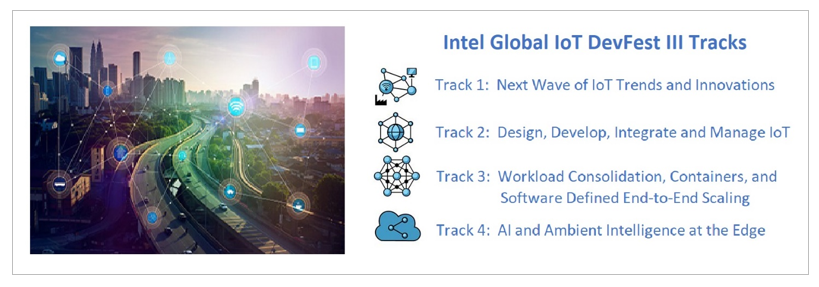 Intel Global IoT DevFest III Tracks
Track 1: Next Wave of IoT Trends and Innovations
Track 2: Design, Develop, Integrate and Manage IoT
Track 3: Workload Consolidation, Containers, and
Software Defined End-to-End Scaling
Track 4: AI and Ambient Intelligence at the Edge